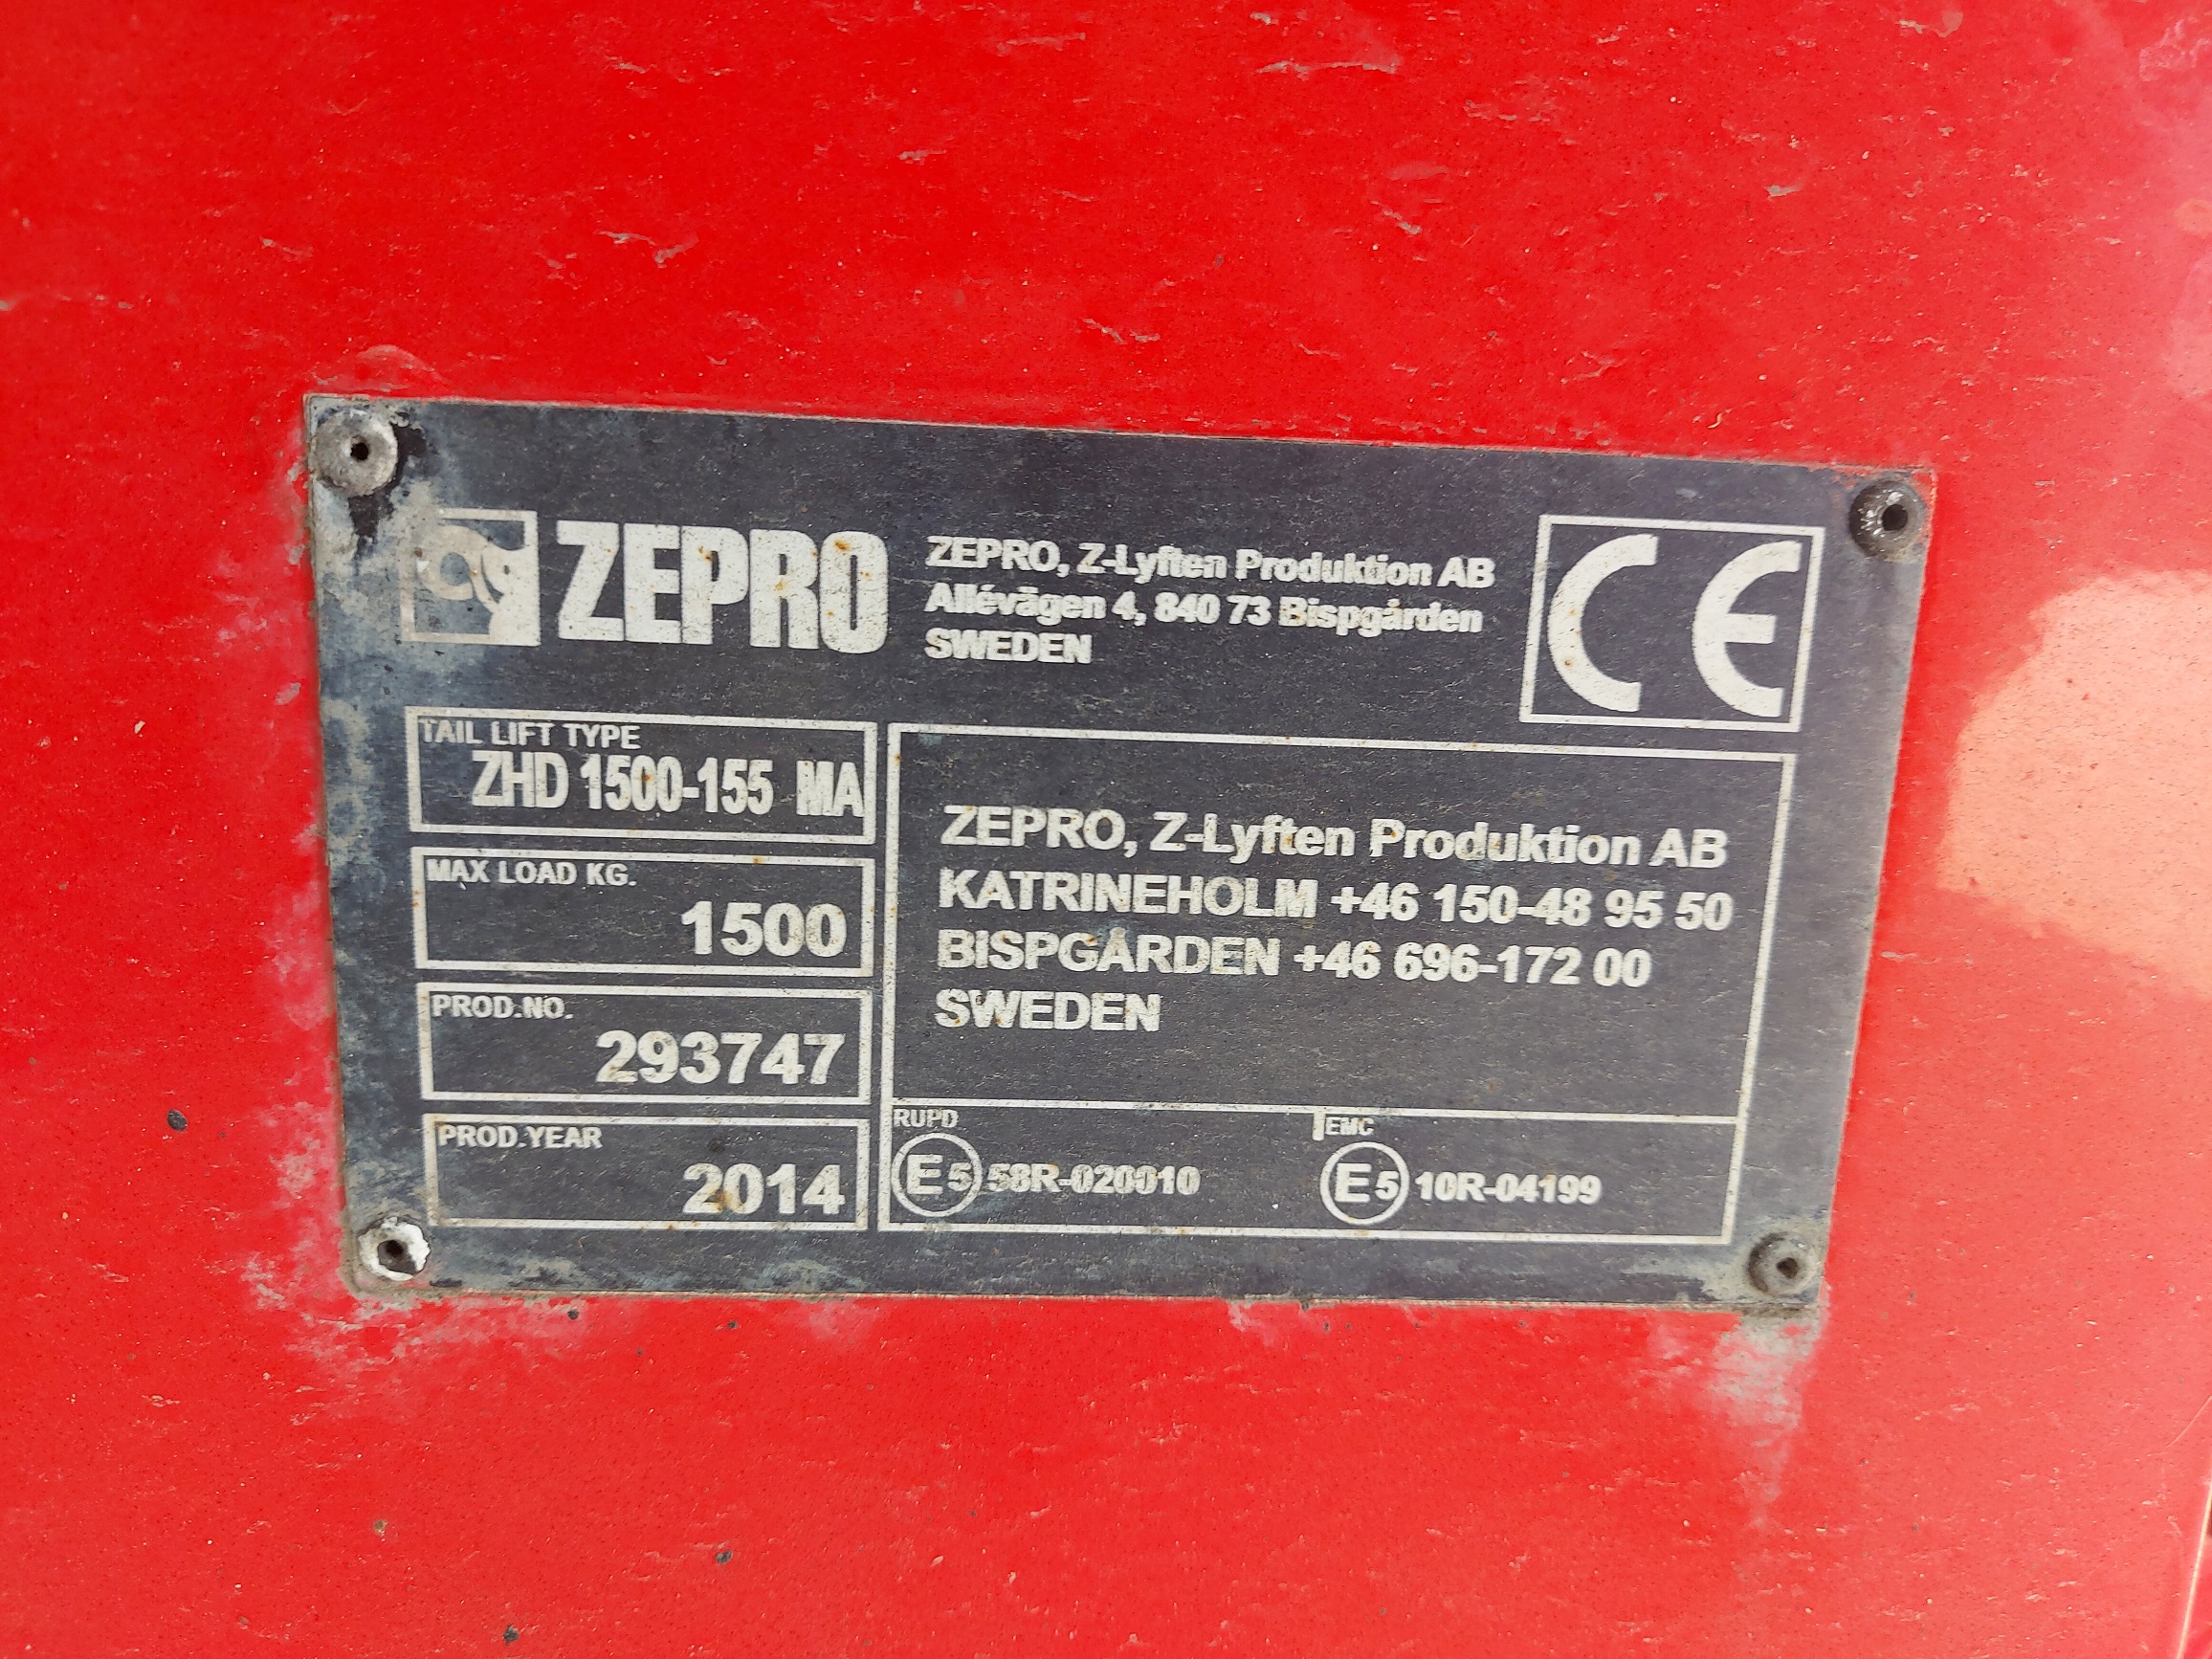 ZEPRO
ZEPRO, Z-Lyften Produktion AB
Allévägen 4, 840 73 Bispgården
SWEDEN
CE
TAIL LIFT TYPE
ZHD 1500-155 MA
MAX LOAD KG.
1500
PROD.NO.
293747
PROD.YEAR
2014
ZEPRO, Z-Lyften Produktion AB
KATRINEHOLM +46 150-48 95 50
BISPGÅRDEN +46 696-172 00
SWEDEN
RUPD
E5 58R-020010
EMC
E5 10R-04199